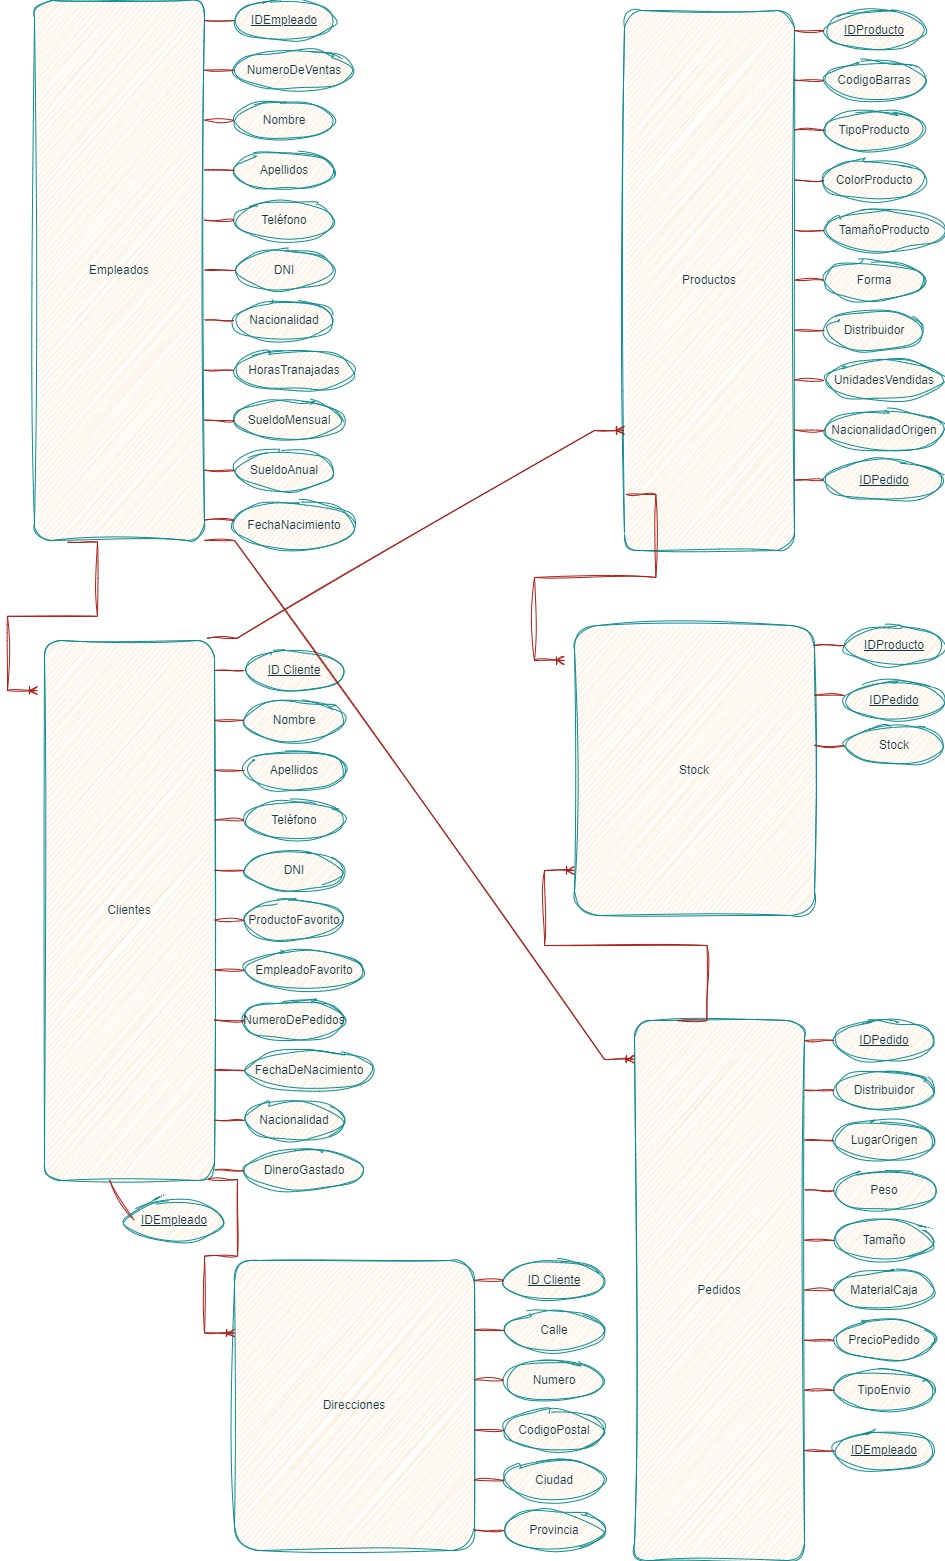 Empleados
IDEmpleado
NumeroDeVentas
Nombre
Apellidos
Teléfono
DNI
Nacionalidad
HorasTranajadas
SueldoMensual
SueldoAnual
FechaNacimiento
Productos
IDProducto
CodigoBarras
TipoProducto
ColorProducto
TamañoProducto
Forma
Distribuidor
UnidadesVendidas
NacionalidadOrigen
IDPedido
Clientes
ID Cliente
Nombre
Apellidos
Teléfono
DNI
ProductoFavorito
EmpleadoFavorito
NumeroDePedidos
FechaDeNacimiento
Nacionalidad
DineroGastado
IDEmpleado
Stock
IDProducto
IDPedido
Stock
Direcciones
ID Cliente
Calle
Numero
CodigoPostal
Ciudad
Provincia
Pedidos
IDPedido
Distribuidor
LugarOrigen
Peso
Tamaño
MaterialCaja
PrecioPedido
TipoEnvio
IDEmpleado